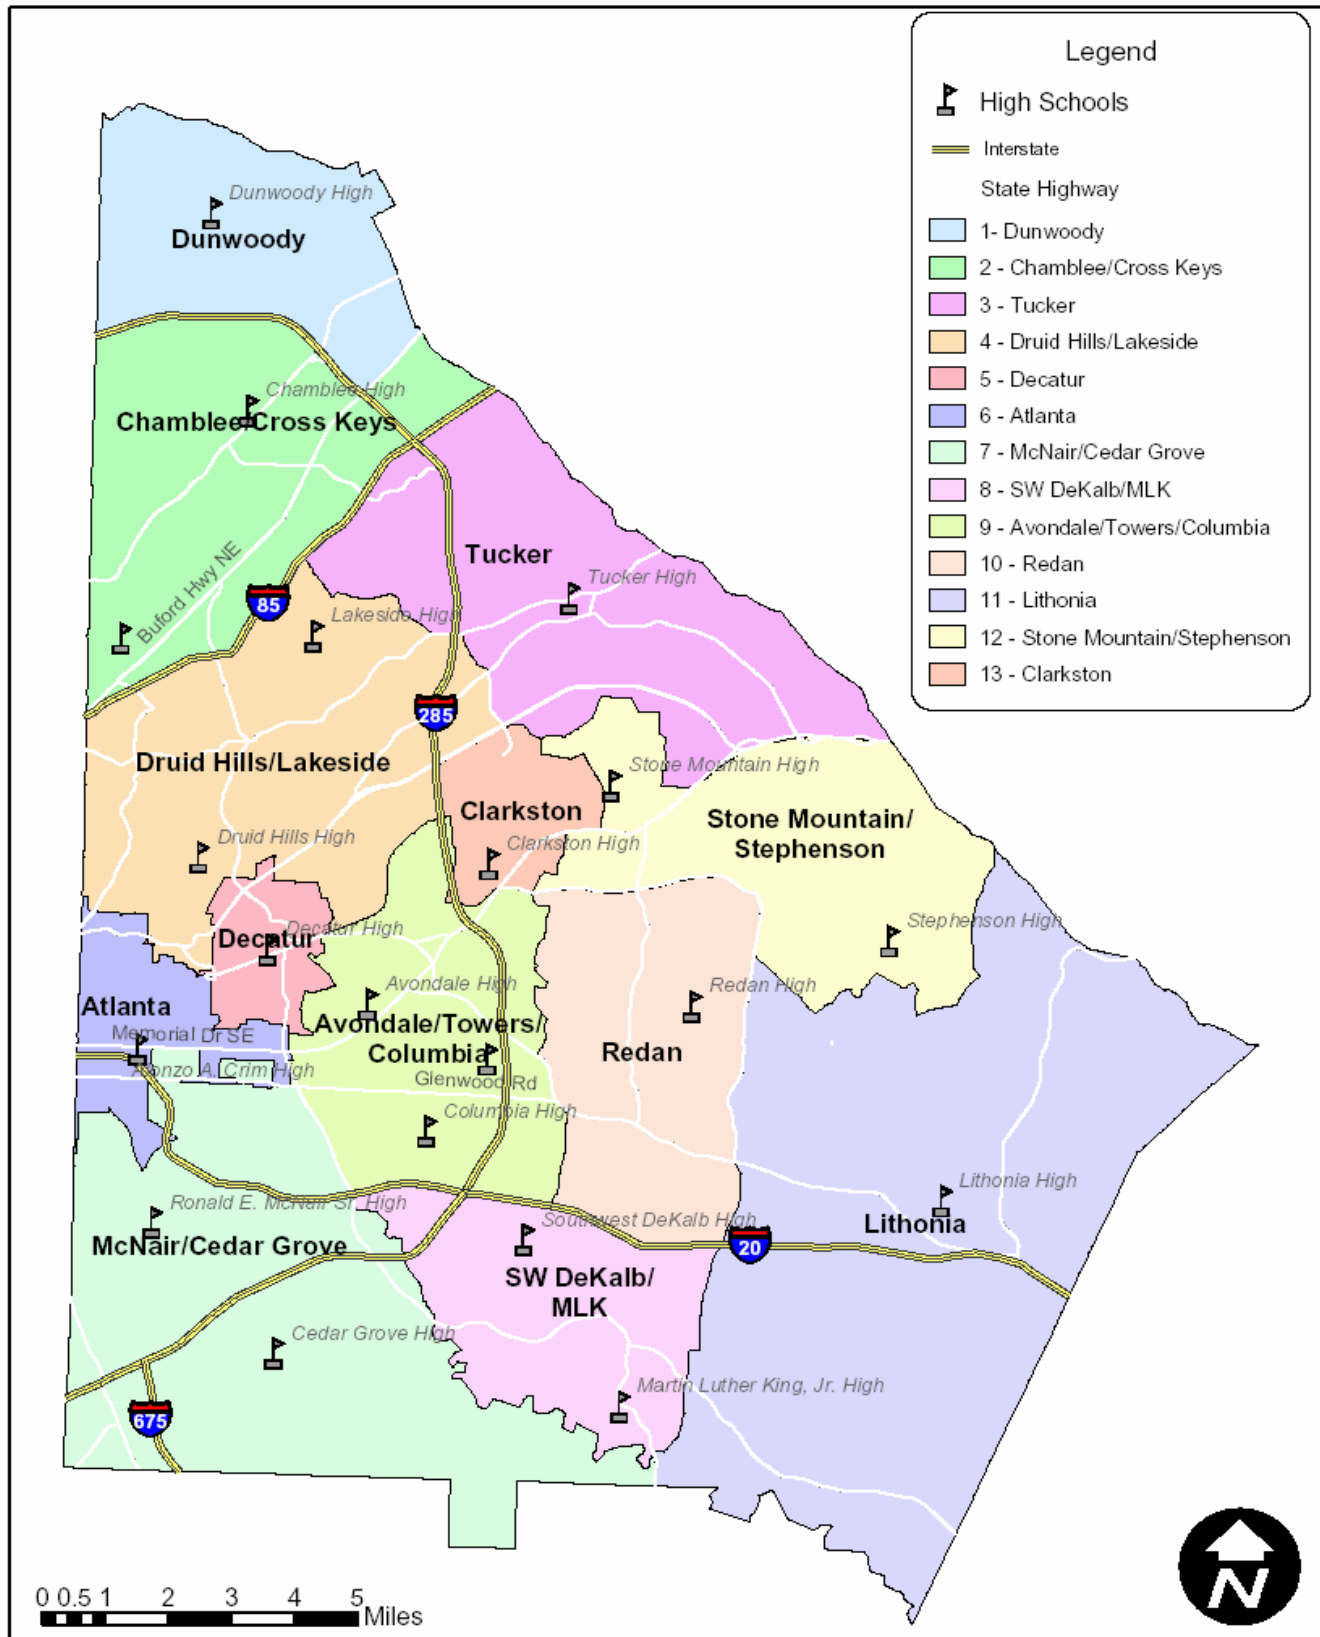 Legend
High Schools
Interstate
State Highway
1- Dunwoody
2 - Chamblee/Cross Keys
3 - Tucker
4 - Druid Hills/Lakeside
5 - Decatur
6 - Atlanta
7 - McNair/Cedar Grove
8 - SW DeKalb/MLK
9 - Avondale/Towers/Columbia
10 - Redan
11 - Lithonia
12 - Stone Mountain/Stephenson
13 - Clarkston
Dunwoody High
Dunwoody
Chamblee High
Chamblee/Cross Keys
Tucker
Tucker High
Buford Hwy NE
85
Lakeside High
285
Druid Hills/Lakeside
Stone Mountain High
Clarkston
Stone Mountain/
Stephenson
Druid Hills High
Clarkston High
Decatur High
Decatur
Stephenson High
Avondale High
Redan High
Atlanta
Avondale/Towers/
Columbia
Memorial Dr SE
Redan
Alonzo A. Crim High
Glenwood Rd
Columbia High
Lithonia High
Lithonia
Ronald E. McNair Sr. High
McNair/Cedar Grove
Southwest DeKalb High
20
SW DeKalb/
MLK
Cedar Grove High
Martin Luther King, Jr. High
675
0 0.5 1 2 3 4 5
Miles
N